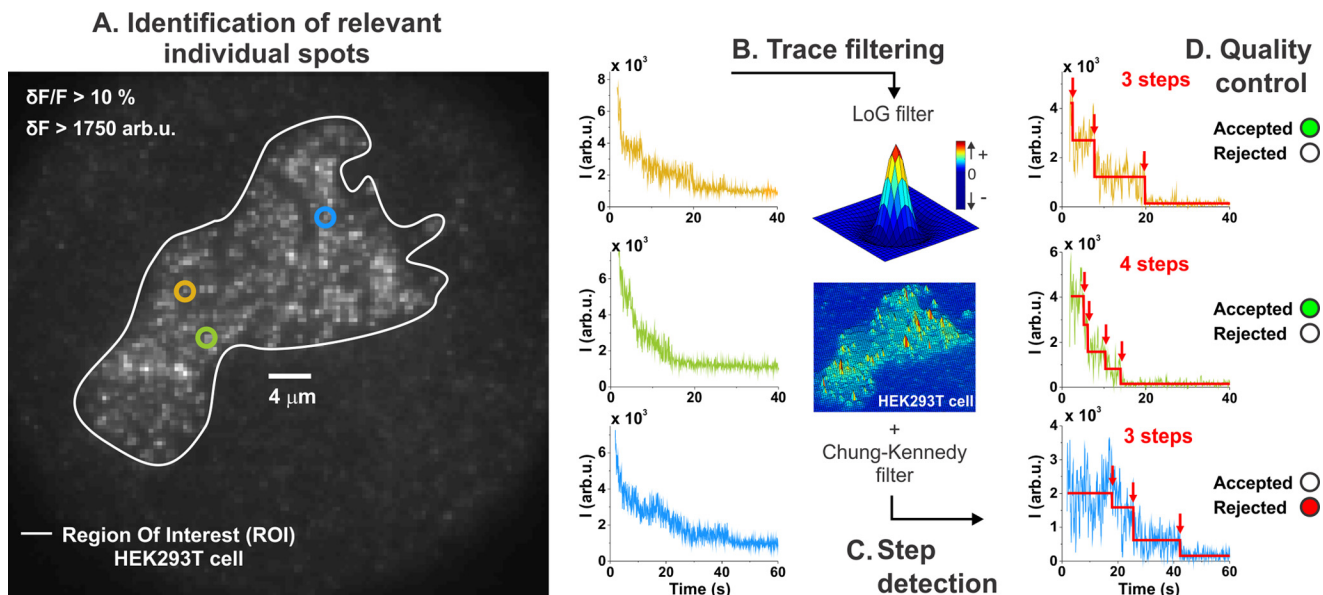 A. Identification of relevant
individual spots
δF/F > 10 %
δF > 1750 arb.u.
4 μm
Region Of Interest (ROI)
HEK293T cell
B. Trace filtering
x 10³
8
6
4
2
0
I (arb.u.)
0
20
40
x 10³
6
4
2
0
I (arb.u.)
0
20
40
x 10³
6
4
2
0
I (arb.u.)
0
20
40
60
Time (s)
LoG filter
+
0
-
HEK293T cell
+
Chung-Kennedy
filter
C. Step
detection
D. Quality
control
x 10³
3 steps
4
2
0
I (arb.u.)
0
20
40
Accepted
Rejected
x 10³
4 steps
6
4
2
0
I (arb.u.)
0
20
40
Accepted
Rejected
x 10³
3 steps
4
3
2
1
0
I (arb.u.)
0
20
40
60
Time (s)
Accepted
Rejected